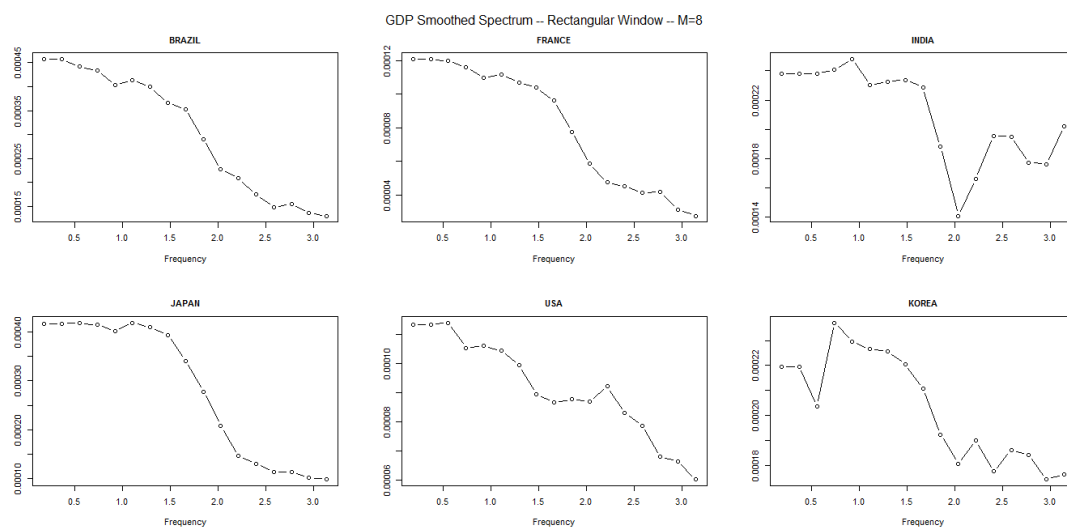 GDP Smoothed Spectrum -- Rectangular Window -- M=8
BRAZIL
0.00045
0.00035
0.00025
0.00015
0.5 1.0 1.5 2.0 2.5 3.0
Frequency
FRANCE
0.00012
0.00008
0.00004
0.5 1.0 1.5 2.0 2.5 3.0
Frequency
INDIA
0.00022
0.00018
0.00014
0.5 1.0 1.5 2.0 2.5 3.0
Frequency
JAPAN
0.00040
0.00030
0.00020
0.00010
0.5 1.0 1.5 2.0 2.5 3.0
Frequency
USA
0.00010
0.00008
0.00006
0.5 1.0 1.5 2.0 2.5 3.0
Frequency
KOREA
0.00022
0.00020
0.00018
0.5 1.0 1.5 2.0 2.5 3.0
Frequency